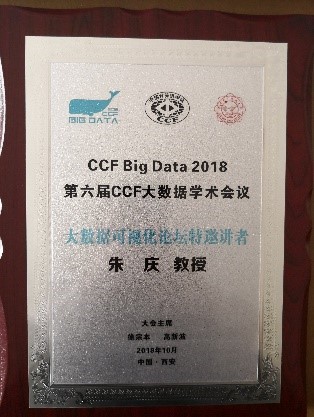 BIG DATA
CCF
CCF Big Data 2018
第六届CCF大数据学术会议
大数据可视化论坛特邀讲者
朱 庆 教授
大会主席
徐宗本 高新波
2018年10月
中国·西安